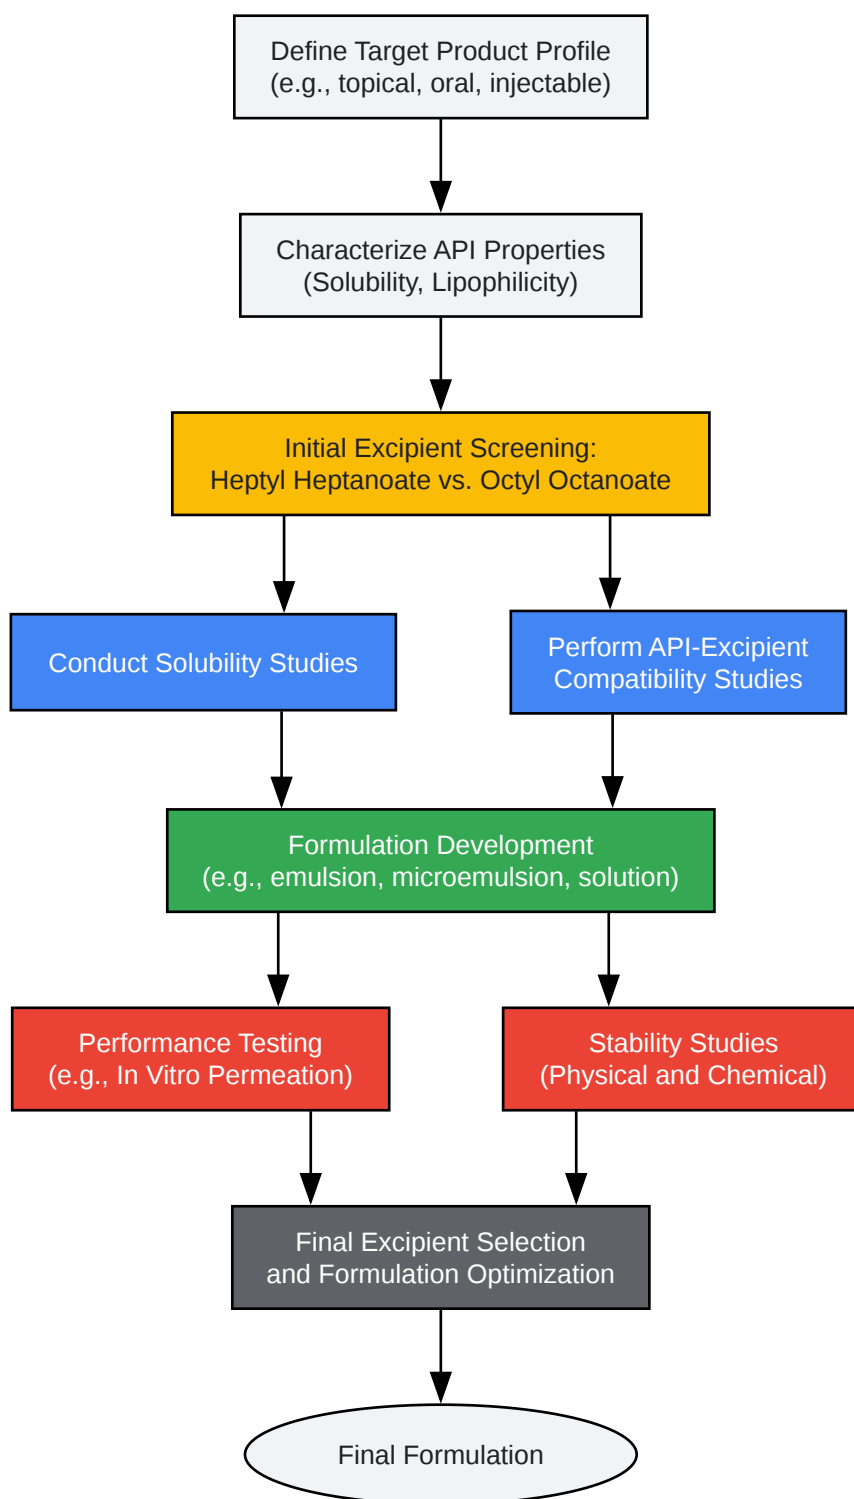 Define Target Product Profile
(e.g., topical, oral, injectable)
Characterize API Properties
(Solubility, Lipophilicity)
Initial Excipient Screening:
Heptyl Heptanoate vs. Octyl Octanoate
Conduct Solubility Studies
Perform API-Excipient
Compatibility Studies
Formulation Development
(e.g., emulsion, microemulsion, solution)
Performance Testing
(e.g., In Vitro Permeation)
Stability Studies
(Physical and Chemical)
Final Excipient Selection
and Formulation Optimization
Final Formulation